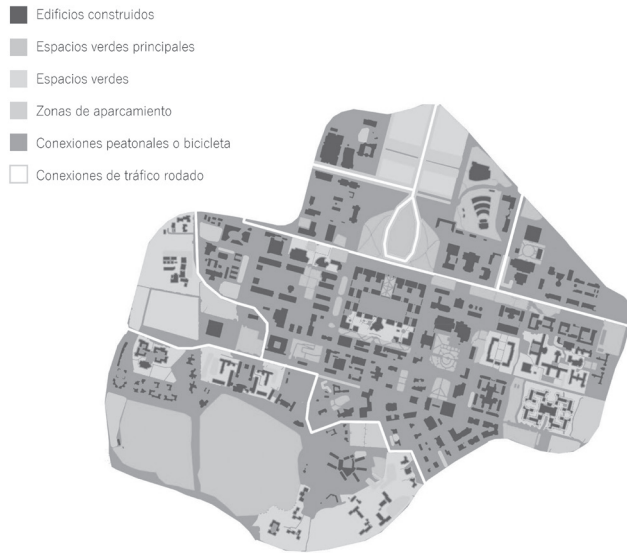 Edificios construidos
Espacios verdes principales
Espacios verdes
Zonas de aparcamiento
Conexiones peatonales o bicicleta
Conexiones de tráfico rodado